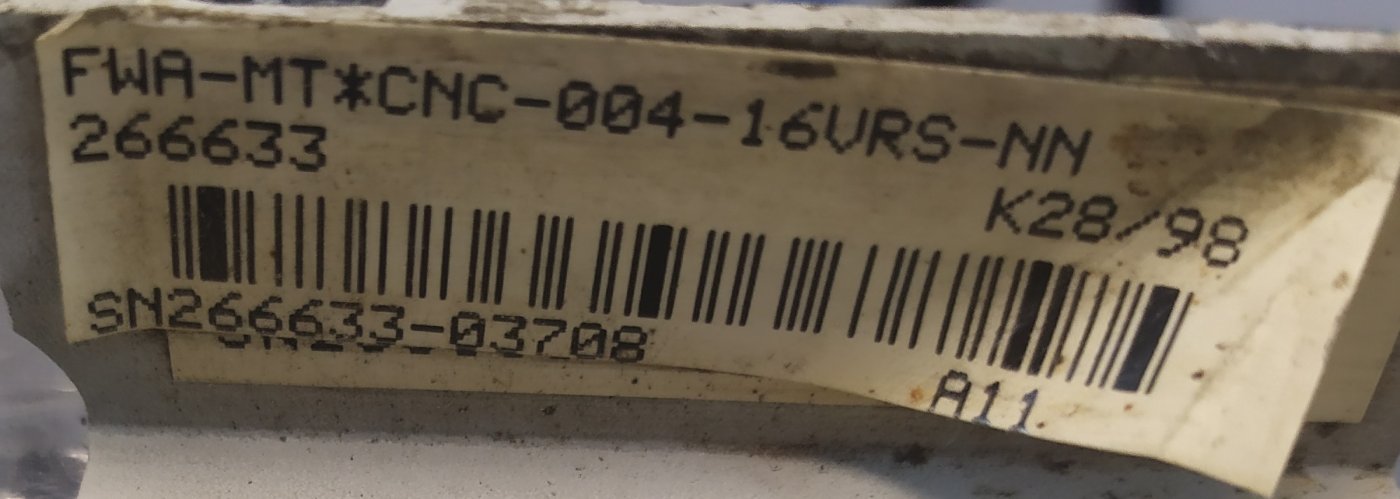 FWA-MT*CNC-004-16VRS-NN
266633
K28/98
SN266633-03708
A11